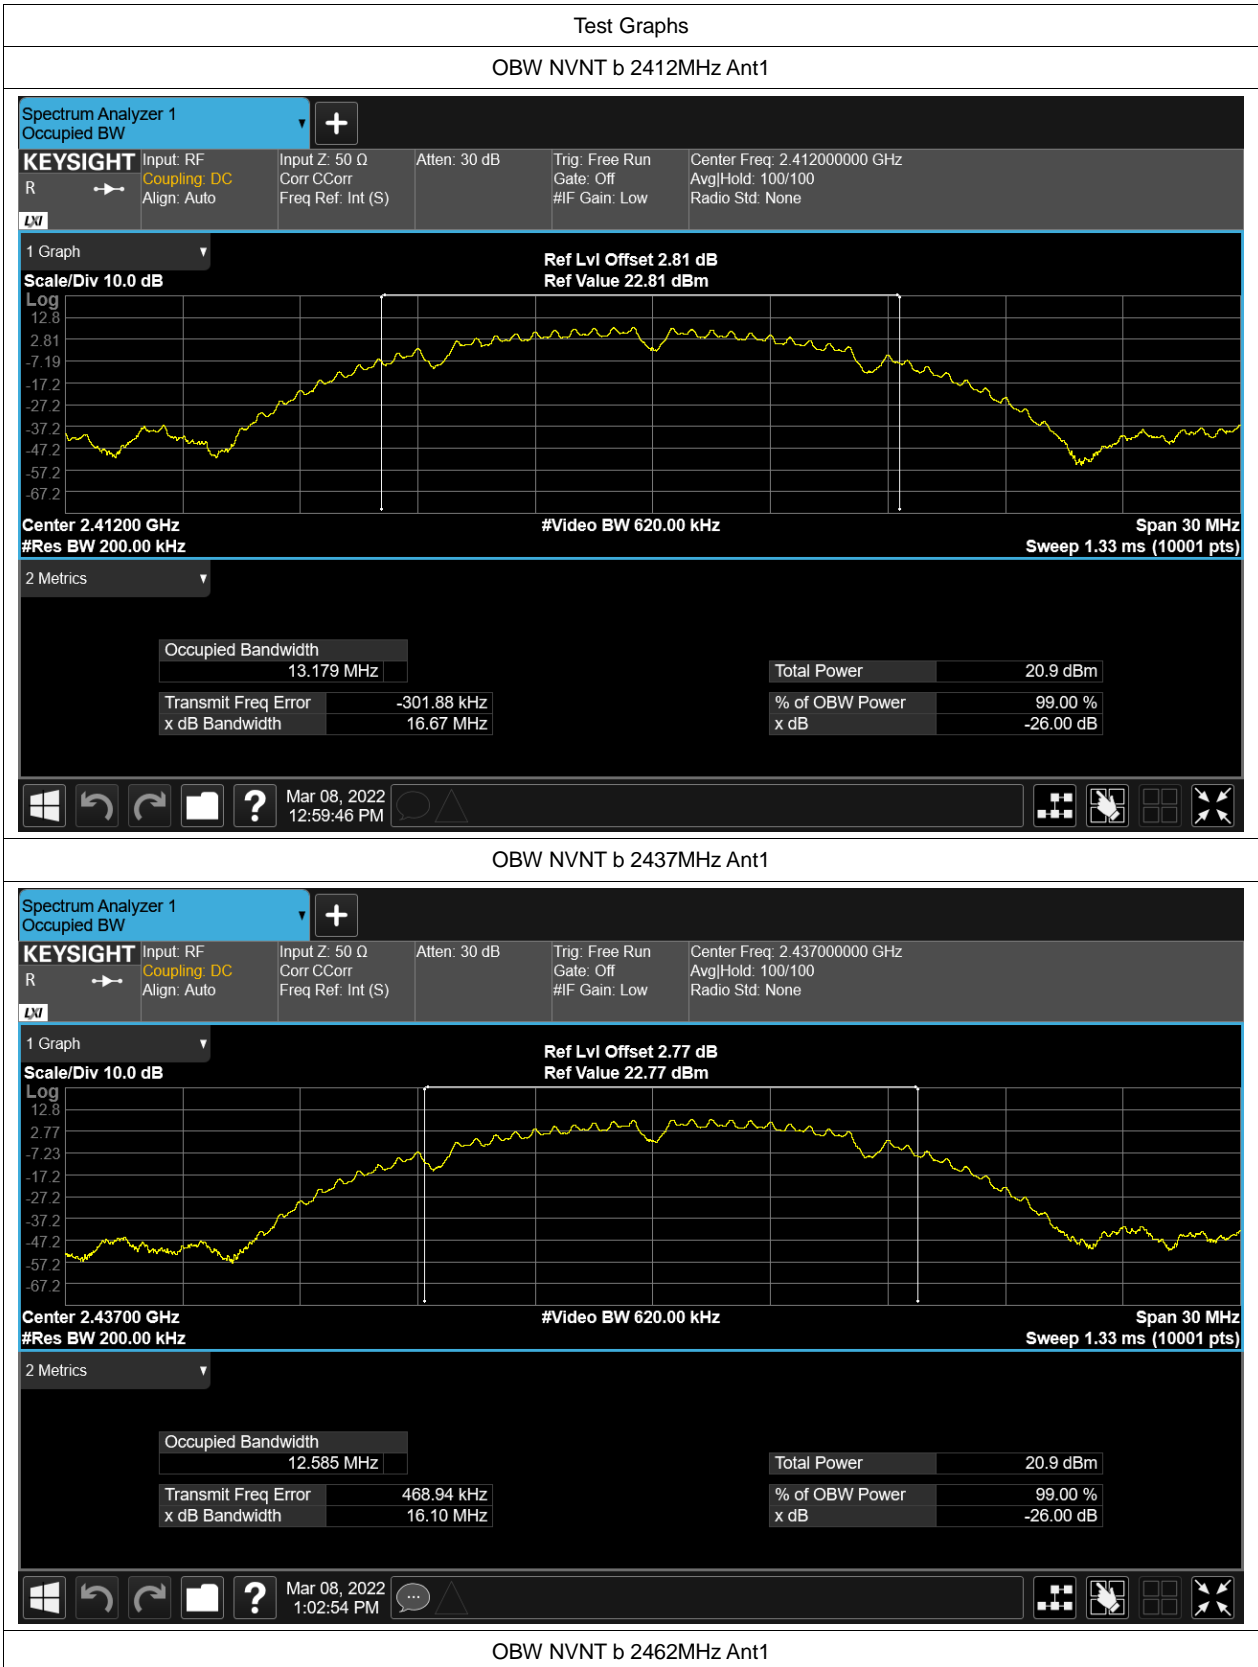 Test Graphs
OBW NVNT b 2412MHz Ant1
Spectrum Analyzer 1
Occupied BW
KEYSIGHT
R
LXI
Input: RF
Coupling: DC
Align: Auto
Input Z: 50 Ω
Corr CCorr
Freq Ref: Int (S)
Atten: 30 dB
Trig: Free Run
Gate: Off
#IF Gain: Low
Center Freq: 2.412000000 GHz
Avg|Hold: 100/100
Radio Std: None
1 Graph
Scale/Div 10.0 dB
Ref Lvl Offset 2.81 dB
Ref Value 22.81 dBm
Log
12.8
2.81
-7.19
-17.2
-27.2
-37.2
-47.2
-57.2
-67.2
Center 2.41200 GHz
#Video BW 620.00 kHz
Span 30 MHz
#Res BW 200.00 kHz
Sweep 1.33 ms (10001 pts)
2 Metrics
Occupied Bandwidth
13.179 MHz
Total Power 20.9 dBm
Transmit Freq Error -301.88 kHz
% of OBW Power 99.00 %
x dB Bandwidth 16.67 MHz
x dB -26.00 dB
?
Mar 08, 2022
12:59:46 PM
OBW NVNT b 2437MHz Ant1
Spectrum Analyzer 1
Occupied BW
KEYSIGHT
R
LXI
Input: RF
Coupling: DC
Align: Auto
Input Z: 50 Ω
Corr CCorr
Freq Ref: Int (S)
Atten: 30 dB
Trig: Free Run
Gate: Off
#IF Gain: Low
Center Freq: 2.437000000 GHz
Avg|Hold: 100/100
Radio Std: None
1 Graph
Scale/Div 10.0 dB
Ref Lvl Offset 2.77 dB
Ref Value 22.77 dBm
Log
12.8
2.77
-7.23
-17.2
-27.2
-37.2
-47.2
-57.2
-67.2
Center 2.43700 GHz
#Video BW 620.00 kHz
Span 30 MHz
#Res BW 200.00 kHz
Sweep 1.33 ms (10001 pts)
2 Metrics
Occupied Bandwidth
12.585 MHz
Total Power 20.9 dBm
Transmit Freq Error 468.94 kHz
% of OBW Power 99.00 %
x dB Bandwidth 16.10 MHz
x dB -26.00 dB
?
Mar 08, 2022
1:02:54 PM
OBW NVNT b 2462MHz Ant1